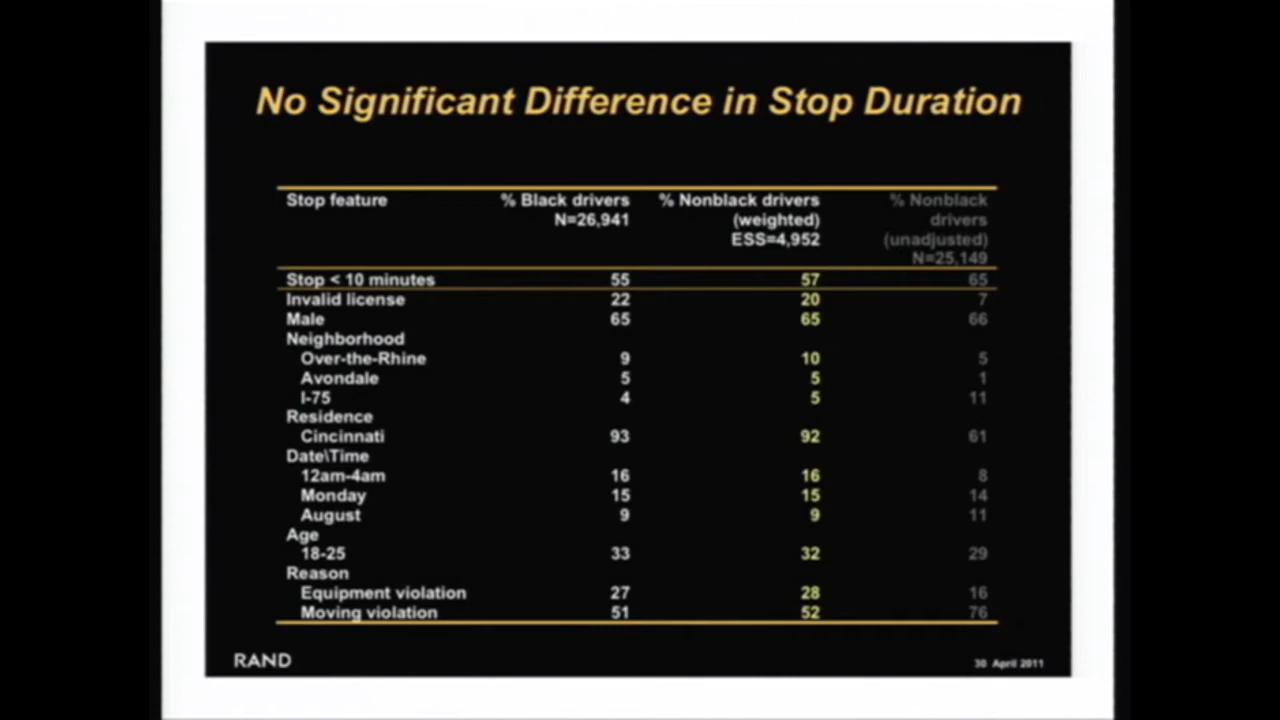 No Significant Difference in Stop Duration
Stop feature % Black drivers N=26,941 % Nonblack drivers (weighted) ESS=4,952 % Nonblack drivers (unadjusted) N=25,149
Stop < 10 minutes 55 57 65
Invalid license 22 20 7
Male 65 65 66
Neighborhood
Over-the-Rhine 9 10 5
Avondale 5 5 1
I-75 4 5 11
Residence
Cincinnati 93 92 61
Date\Time
12am-4am 16 16 8
Monday 15 15 14
August 9 9 11
Age
18-25 33 32 29
Reason
Equipment violation 27 28 16
Moving violation 51 52 76
RAND 30 April 2011